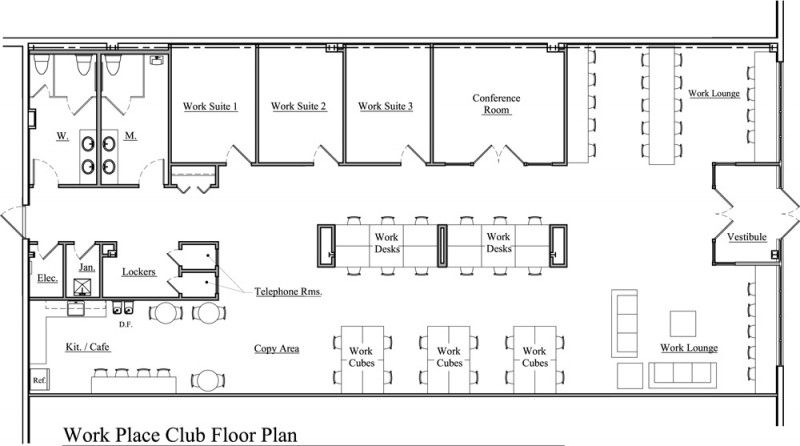 Work Suite 1
Work Suite 2
Work Suite 3
Conference
Room
Work Lounge
W.
M.
Work
Desks
Work
Desks
Vestibule
Elec.
Jan.
Lockers
Telephone Rms.
D.F.
Kit. / Cafe
Copy Area
Work
Cubes
Work
Cubes
Work
Cubes
Work Lounge
Ref.
Work Place Club Floor Plan